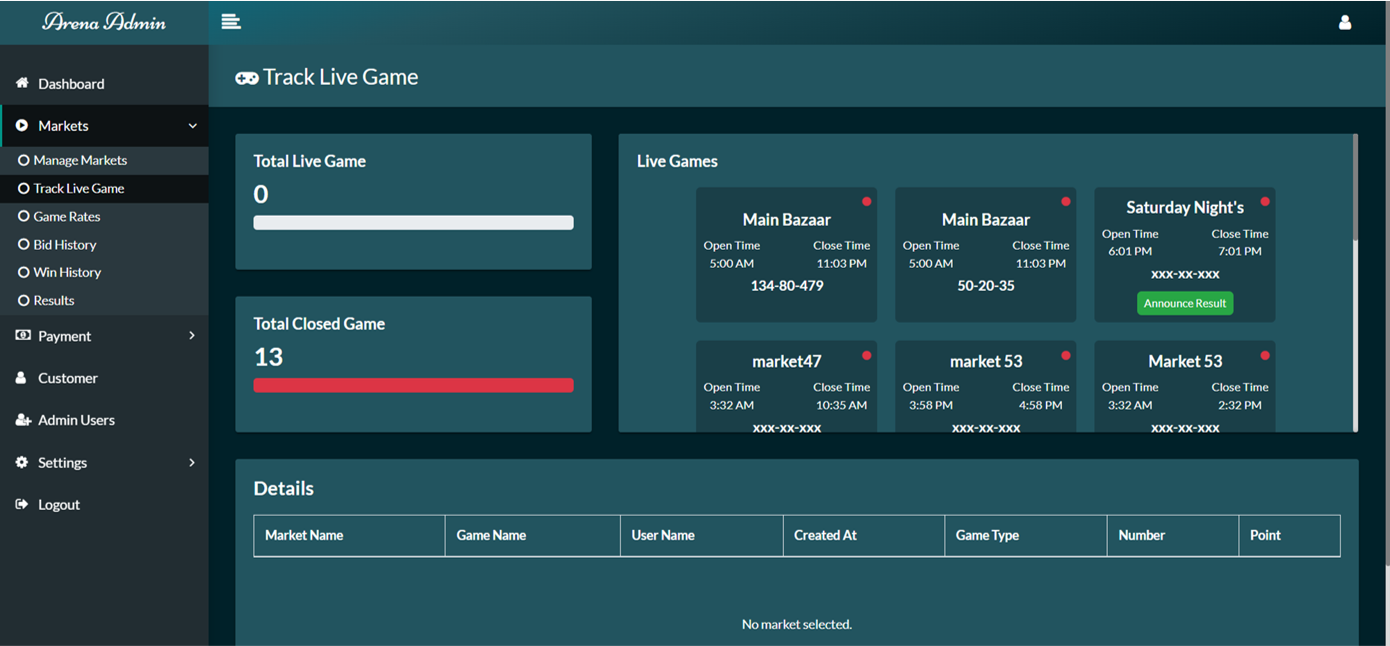 Arena Admin
Dashboard
Markets
Manage Markets
Track Live Game
Game Rates
Bid History
Win History
Results
Payment
Customer
Admin Users
Settings
Logout
Track Live Game
Total Live Game
0
Total Closed Game
13
Live Games
Main Bazaar
Open Time Close Time
5:00 AM 11:03 PM
134-80-479
Main Bazaar
Open Time Close Time
5:00 AM 11:03 PM
50-20-35
Saturday Night's
Open Time Close Time
6:01 PM 7:01 PM
xxx-xx-xxx
Announce Result
market47
Open Time Close Time
3:32 AM 10:35 AM
xxx-xx-xxx
market 53
Open Time Close Time
3:58 PM 4:58 PM
xxx-xx-xxx
Market 53
Open Time Close Time
3:32 AM 2:32 PM
xxx-xx-xxx
Details
Market Name Game Name User Name Created At Game Type Number Point
No market selected.